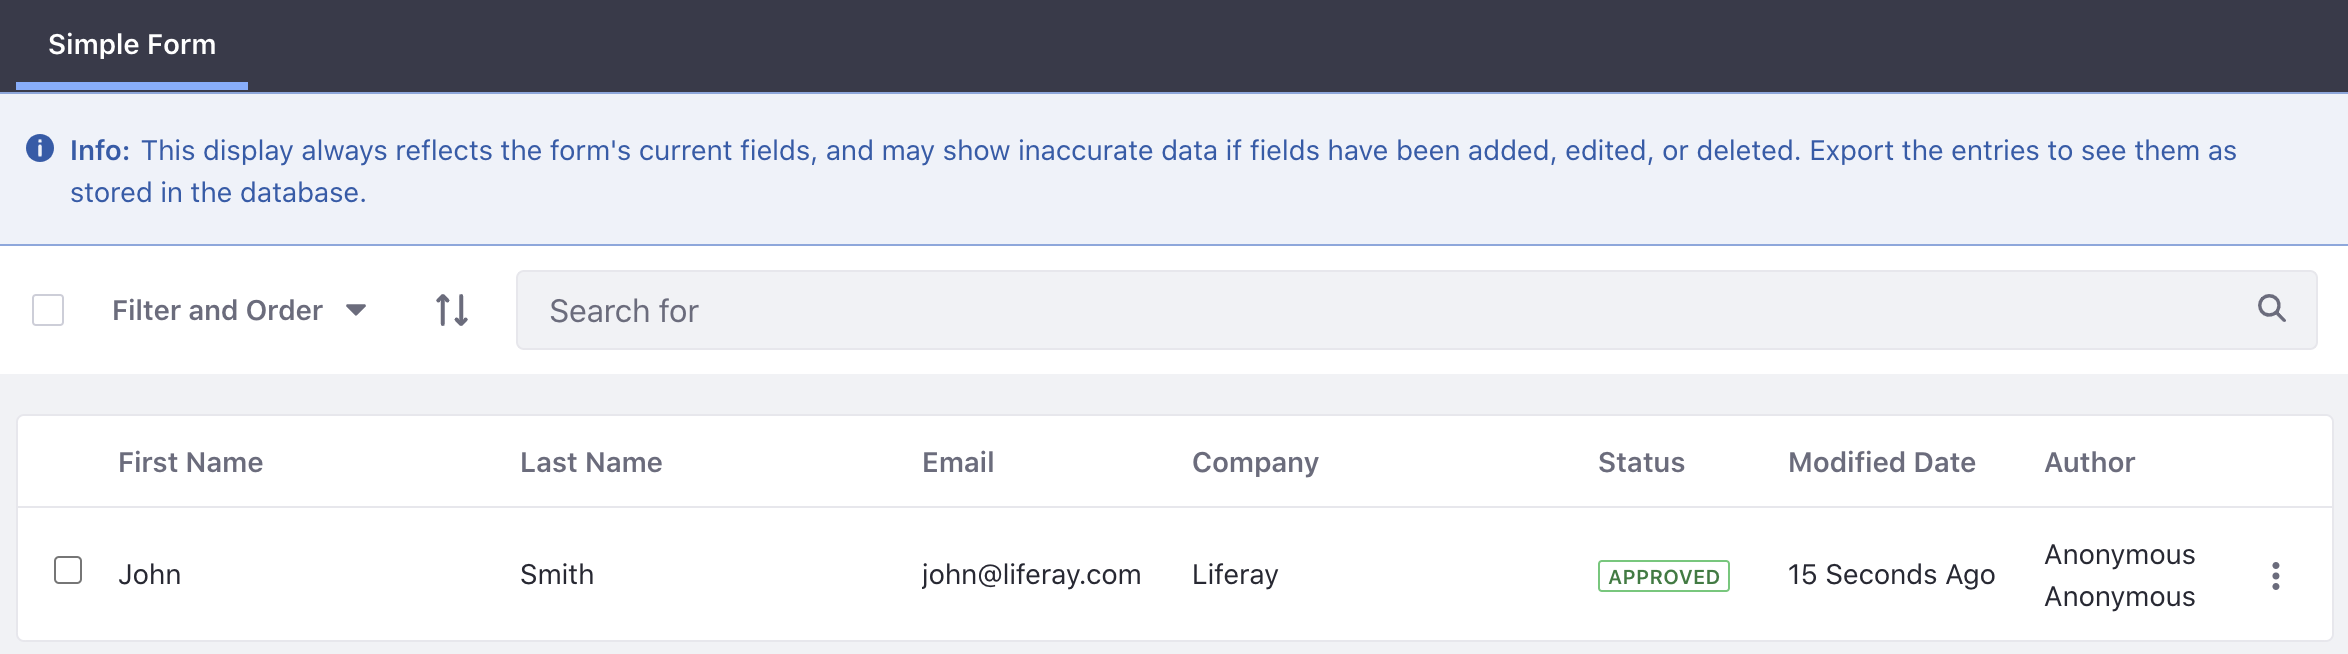 Simple Form
Info: This display always reflects the form's current fields, and may show inaccurate data if fields have been added, edited, or deleted. Export the entries to see them as
stored in the database.
Filter and Order
Search for
First Name Last Name Email Company Status Modified Date Author
John Smith john@liferay.com Liferay APPROVED 15 Seconds Ago Anonymous
Anonymous